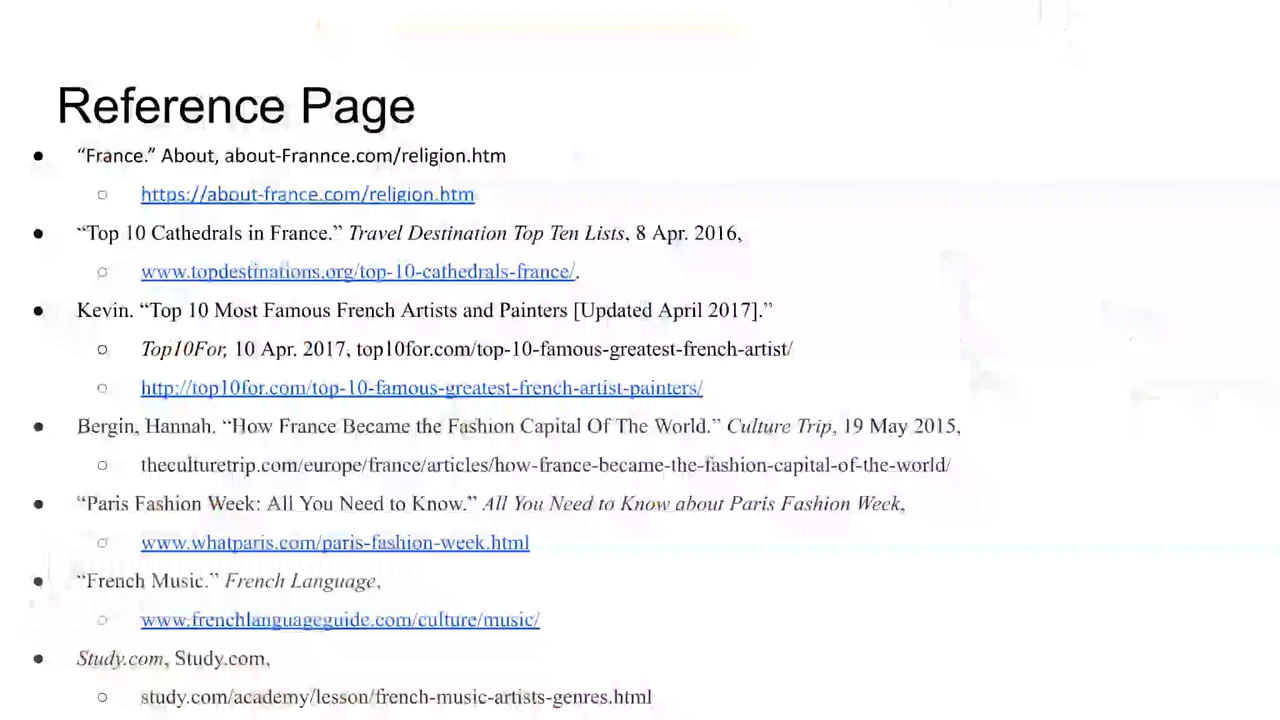 Reference Page
● “France.” About, about-Frannce.com/religion.htm
○ https://about-france.com/religion.htm
● “Top 10 Cathedrals in France.” Travel Destination Top Ten Lists, 8 Apr. 2016,
○ www.topdestinations.org/top-10-cathedrals-france/.
● Kevin. “Top 10 Most Famous French Artists and Painters [Updated April 2017].”
○ Top10For, 10 Apr. 2017, top10for.com/top-10-famous-greatest-french-artist/
○ http://top10for.com/top-10-famous-greatest-french-artist-painters/
● Bergin, Hannah. “How France Became the Fashion Capital Of The World.” Culture Trip, 19 May 2015,
○ theculturetrip.com/europe/france/articles/how-france-became-the-fashion-capital-of-the-world/
● “Paris Fashion Week: All You Need to Know.” All You Need to Know about Paris Fashion Week,
○ www.whatparis.com/paris-fashion-week.html
● “French Music.” French Language,
○ www.frenchlanguageguide.com/culture/music/
● Study.com, Study.com,
○ study.com/academy/lesson/french-music-artists-genres.html